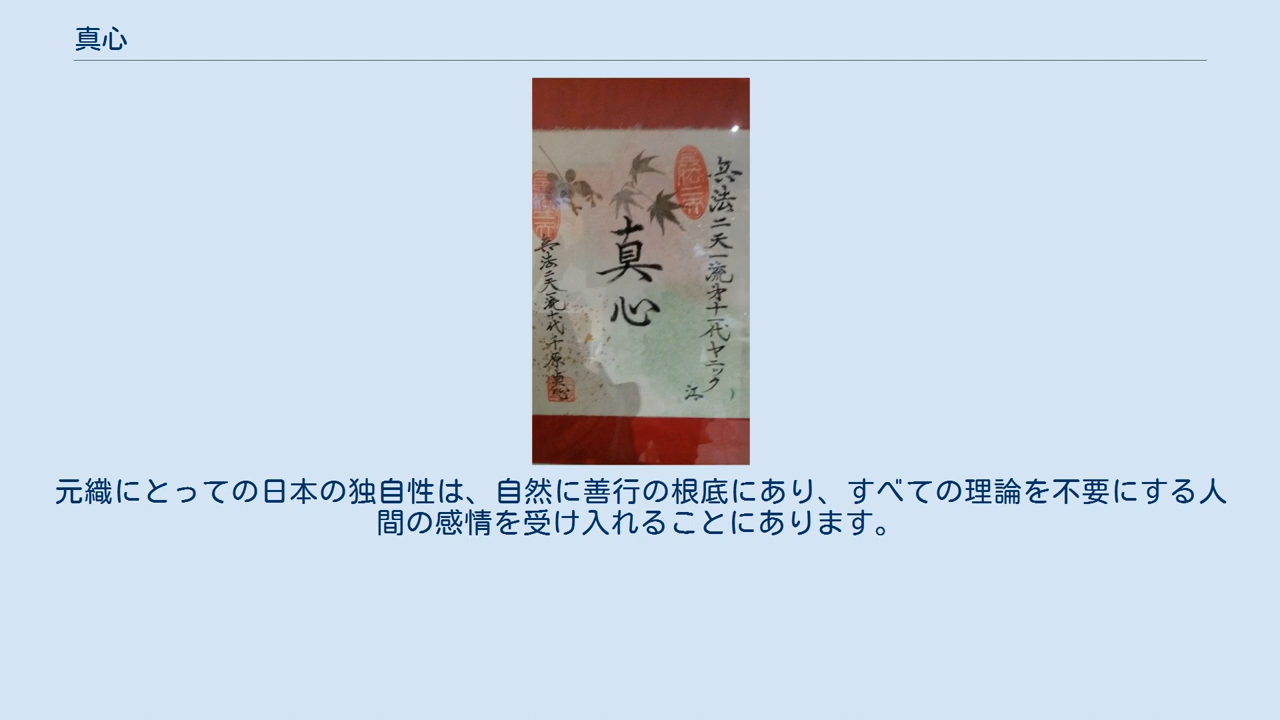 真心
兵法二天一流才十一代ヤニック
真心
兵法二天一流十代千原
元織にとっての日本の独自性は、自然に善行の根底にあり、すべての理論を不要にする人
間の感情を受け入れることにあります。